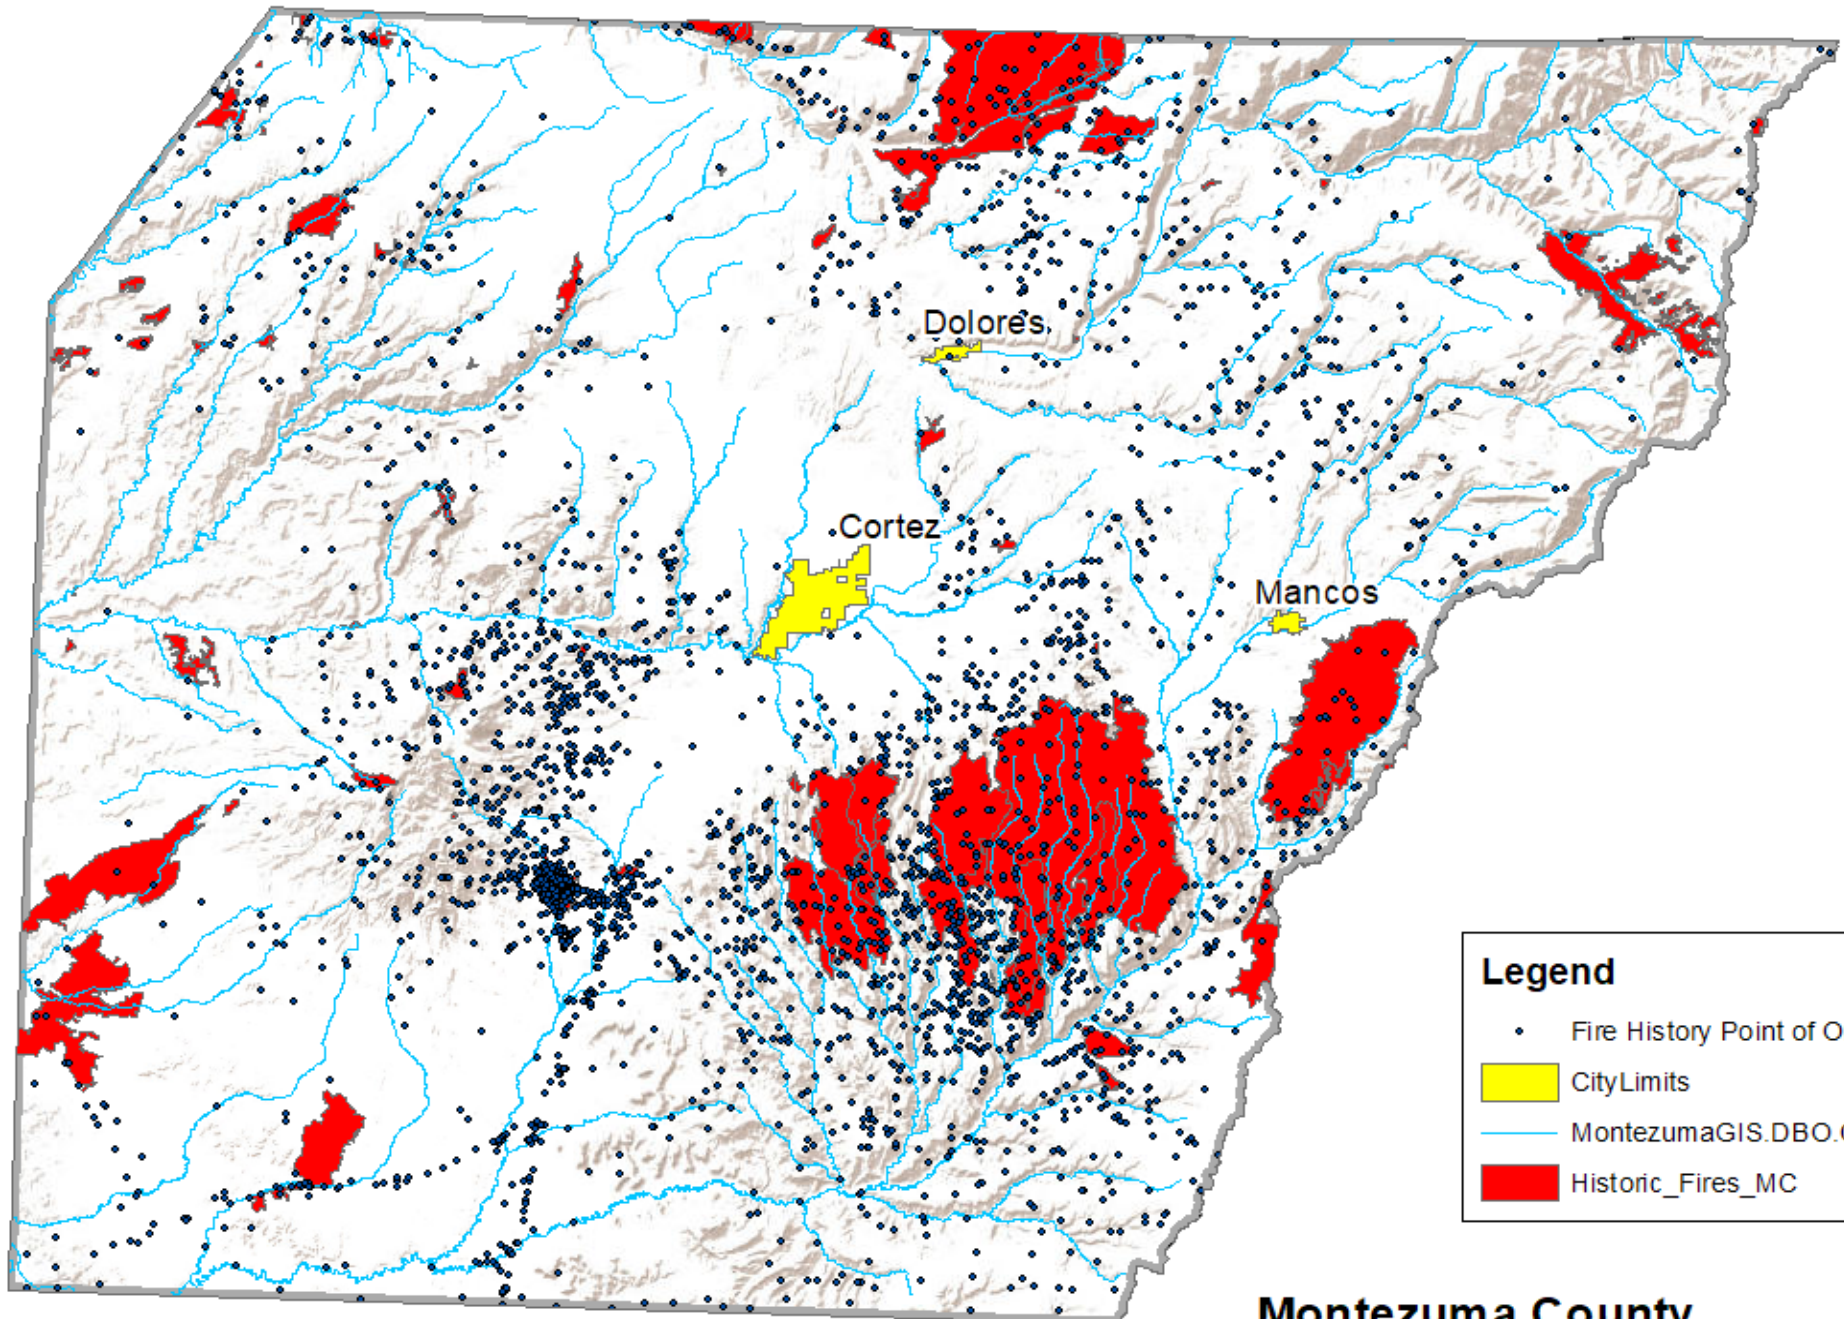 Dolores
Cortez
Mancos
Legend
Fire History Point of O
CityLimits
MontezumaGIS.DBO.
Historic_Fires_MC
Montezuma County